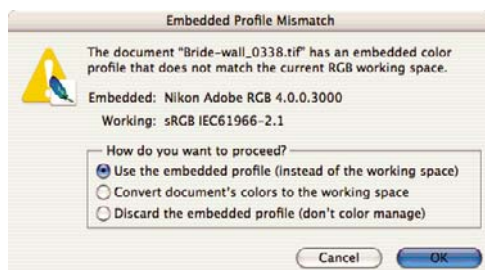 Embedded Profile Mismatch
The document "Bride-wall_0338.tif" has an embedded color
profile that does not match the current RGB working space.
Embedded: Nikon Adobe RGB 4.0.0.3000
Working: sRGB IEC61966-2.1
How do you want to proceed?
Use the embedded profile (instead of the working space)
Convert document's colors to the working space
Discard the embedded profile (don't color manage)
Cancel OK